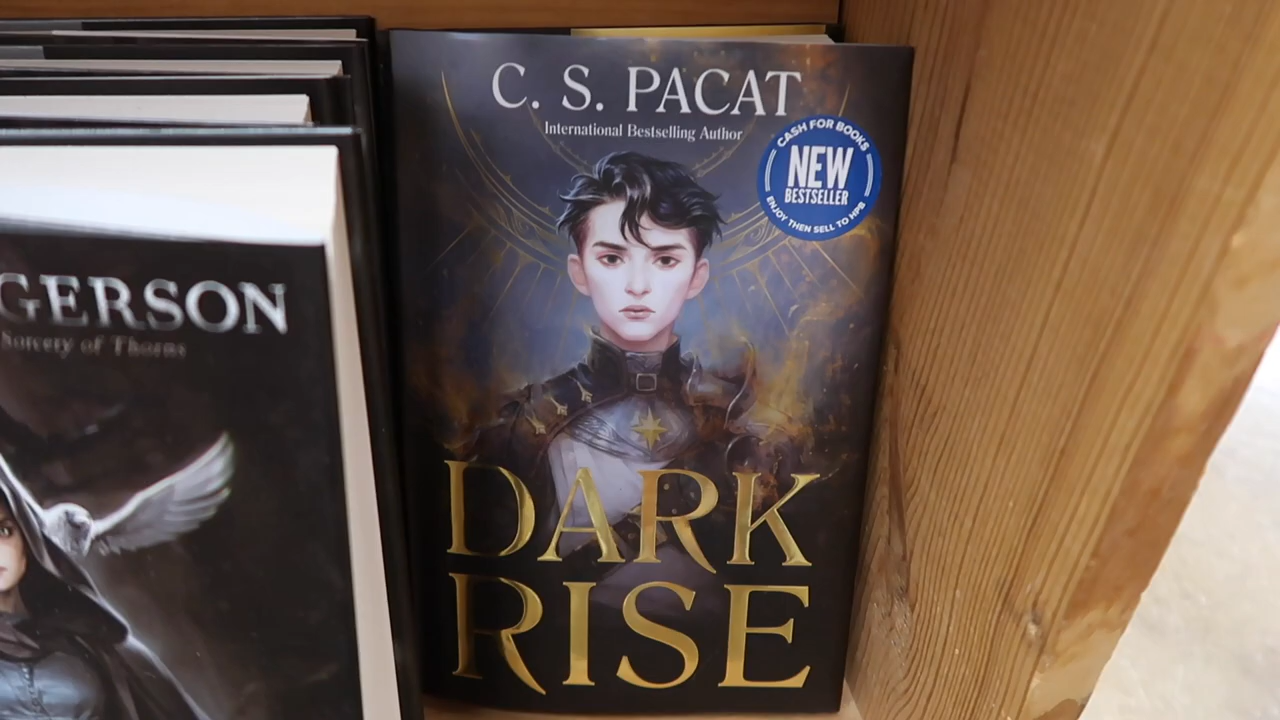 C. S. PACAT
International Bestselling Author
CASH FOR BOOKS
NEW
BESTSELLER
ENJOY THEN SELL TO HPB
DARK
RISE
GERSON
Sorcery of Thorns